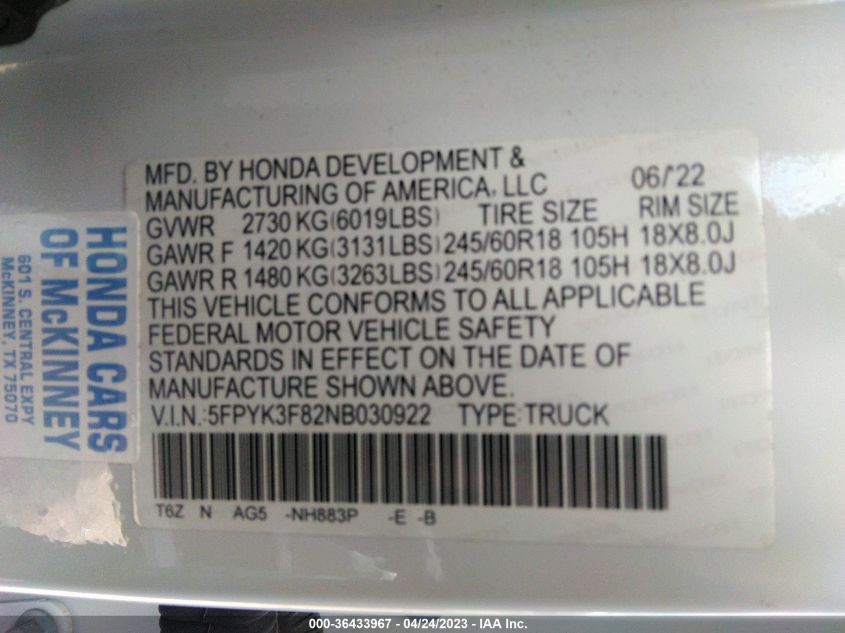 MFD. BY HONDA DEVELOPMENT &
MANUFACTURING OF AMERICA, LLC 06/'22
GVWR 2730 KG(6019LBS) TIRE SIZE RIM SIZE
GAWR F 1420 KG(3131LBS) 245/60R18 105H 18X8.0J
GAWR R 1480 KG(3263LBS) 245/60R18 105H 18X8.0J
THIS VEHICLE CONFORMS TO ALL APPLICABLE
FEDERAL MOTOR VEHICLE SAFETY
STANDARDS IN EFFECT ON THE DATE OF
MANUFACTURE SHOWN ABOVE.
V.I.N.:5FPYK3F82NB030922 TYPE:TRUCK
T6Z N AG5 -NH883P -E -B
HONDA CARS
OF McKINNEY
601 S. CENTRAL EXPY
McKINNEY, TX 75070
000-36433967 - 04/24/2023 - IAA Inc.